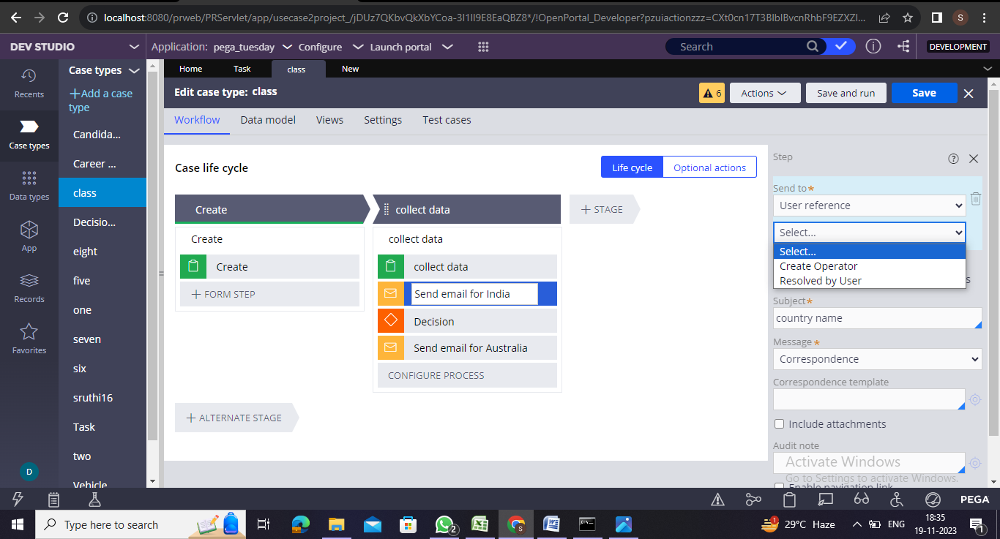 localhost:8080/prweb/PRServlet/app/usecase2project_/jDUz7QKbvQkXbYCoa-3I1II9E8EaQBZ8*/!OpenPortal_Developer?pzuiactionzzz=CXt0cn17T3BlblBvcnRhbF9EZXZl...
S
DEV STUDIO
Application: pega_tuesday
Configure
Launch portal
Search
DEVELOPMENT
Recents
Case types
Data types
App
Records
Favorites
D
Case types
+Add a case
type
Candida...
Career ...
class
Decisio...
eight
five
one
seven
six
sruthi16
Task
two
Vehicle
Home
Task
class
New
Edit case type: class
6
Actions
Save and run
Save
Workflow
Data model
Views
Settings
Test cases
Case life cycle
Life cycle
Optional actions
Create
collect data
+ STAGE
Create
Create
+ FORM STEP
collect data
collect data
Send email for India
Decision
Send email for Australia
CONFIGURE PROCESS
+ ALTERNATE STAGE
Step
Send to*
User reference
Select...
Select...
Create Operator
Resolved by User
s
Subject*
country name
Message *
Correspondence
Correspondence template
Include attachments
Audit note
Activate Windows
Go to Settings to activate Windows.
Enable navigation link
PEGA
Type here to search
2
S
1
29°C Haze
ENG
18:35
19-11-2023
1